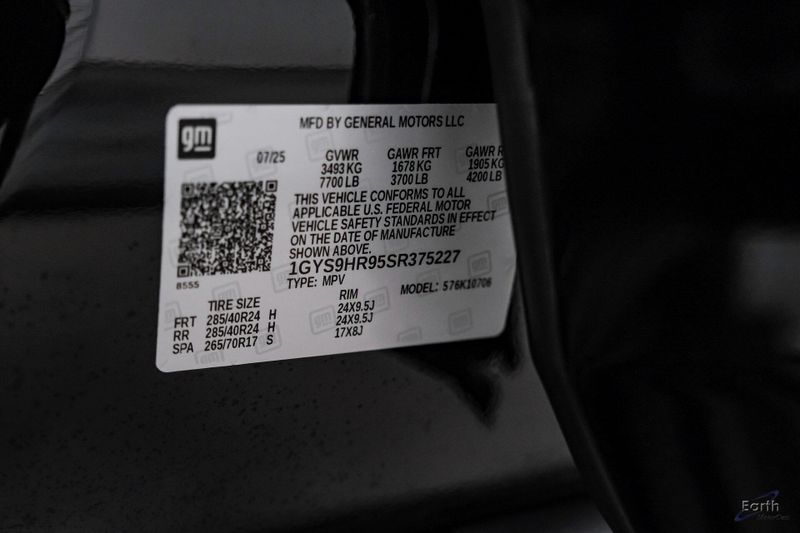 gm
MFD BY GENERAL MOTORS LLC
07/25 GVWR GAWR FRT GAWR R
3493 KG 1678 KG 1905 KG
7700 LB 3700 LB 4200 LB
THIS VEHICLE CONFORMS TO ALL
APPLICABLE U.S. FEDERAL MOTOR
VEHICLE SAFETY STANDARDS IN EFFECT
ON THE DATE OF MANUFACTURE
SHOWN ABOVE.
1GYS9HR95SR375227
8555
TYPE: MPV MODEL: 576K10706
TIRE SIZE RIM
FRT 285/40R24 H 24X9.5J
RR 285/40R24 H 24X9.5J
SPA 265/70R17 S 17X8J
Earth